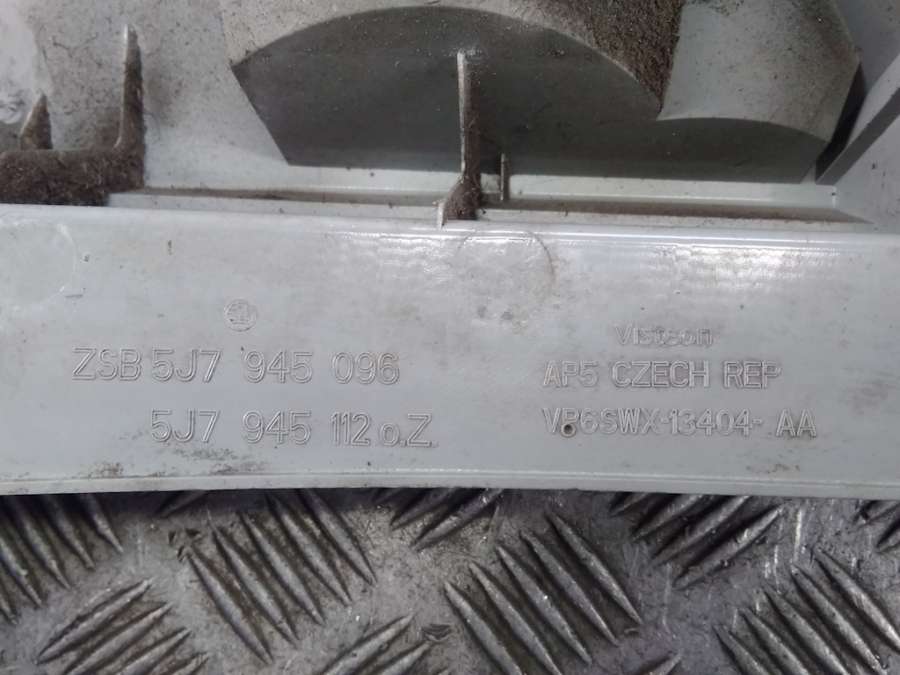 ZSB 5J7 945 096
5J7 945 112 o.Z
Visteon
AP5 CZECH REP
VP6SWX-13404- AA